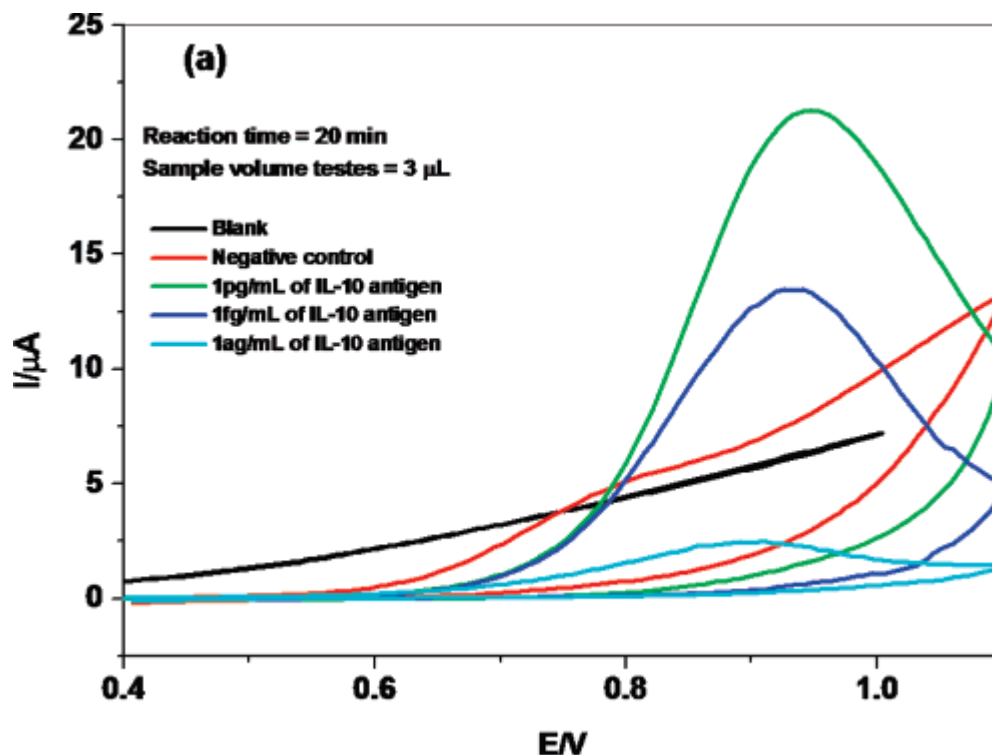 (a)
Reaction time = 20 min
Sample volume testes = 3 µL
Blank
Negative control
1pg/mL of IL-10 antigen
1fg/mL of IL-10 antigen
1ag/mL of IL-10 antigen
I/µA
25
20
15
10
5
0
0.4 0.6 0.8 1.0
E/V